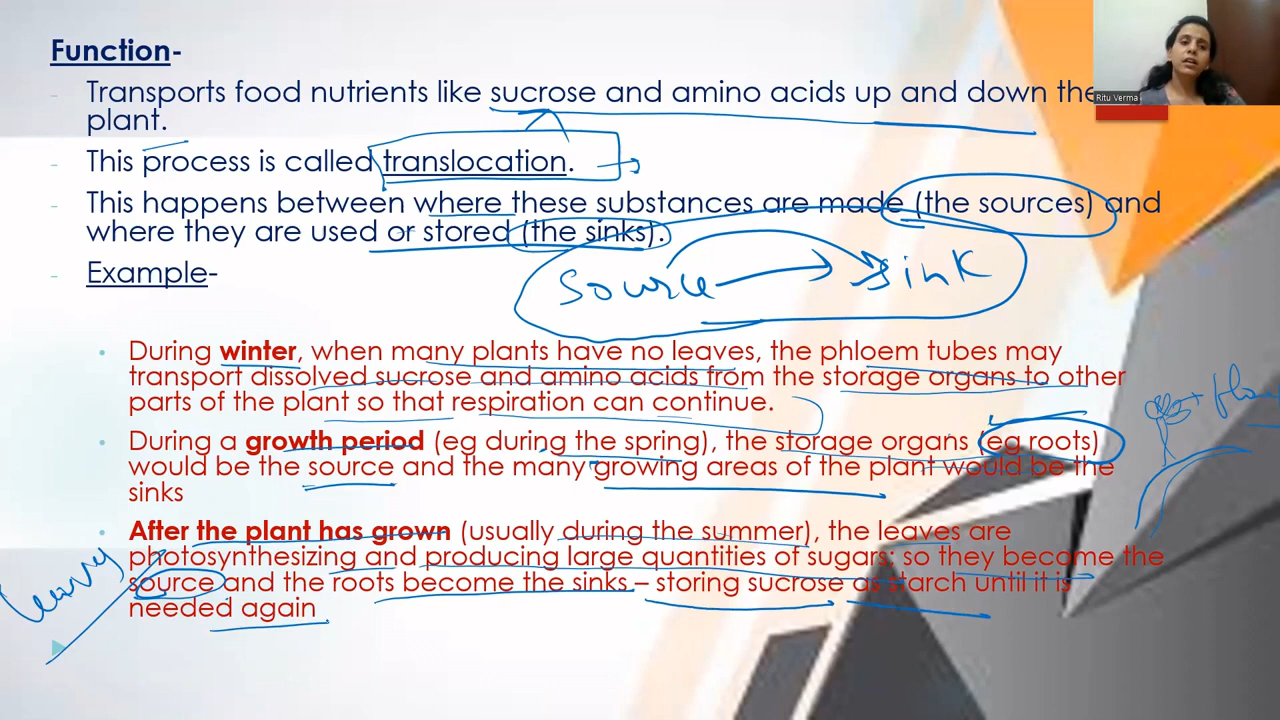 Function-
- Transports food nutrients like sucrose and amino acids up and down the
plant.
Ritu Verma
- This process is called translocation.
- This happens between where these substances are made (the sources) and
where they are used or stored (the sinks).
- Example-
Source → sink
• During winter, when many plants have no leaves, the phloem tubes may
transport dissolved sucrose and amino acids from the storage organs to other
parts of the plant so that respiration can continue.
• During a growth period (eg during the spring), the storage organs (eg roots)
would be the source and the many growing areas of the plant would be the
sinks
• After the plant has grown (usually during the summer), the leaves are
photosynthesizing and producing large quantities of sugars; so they become the
source and the roots become the sinks – storing sucrose as starch until it is
needed again